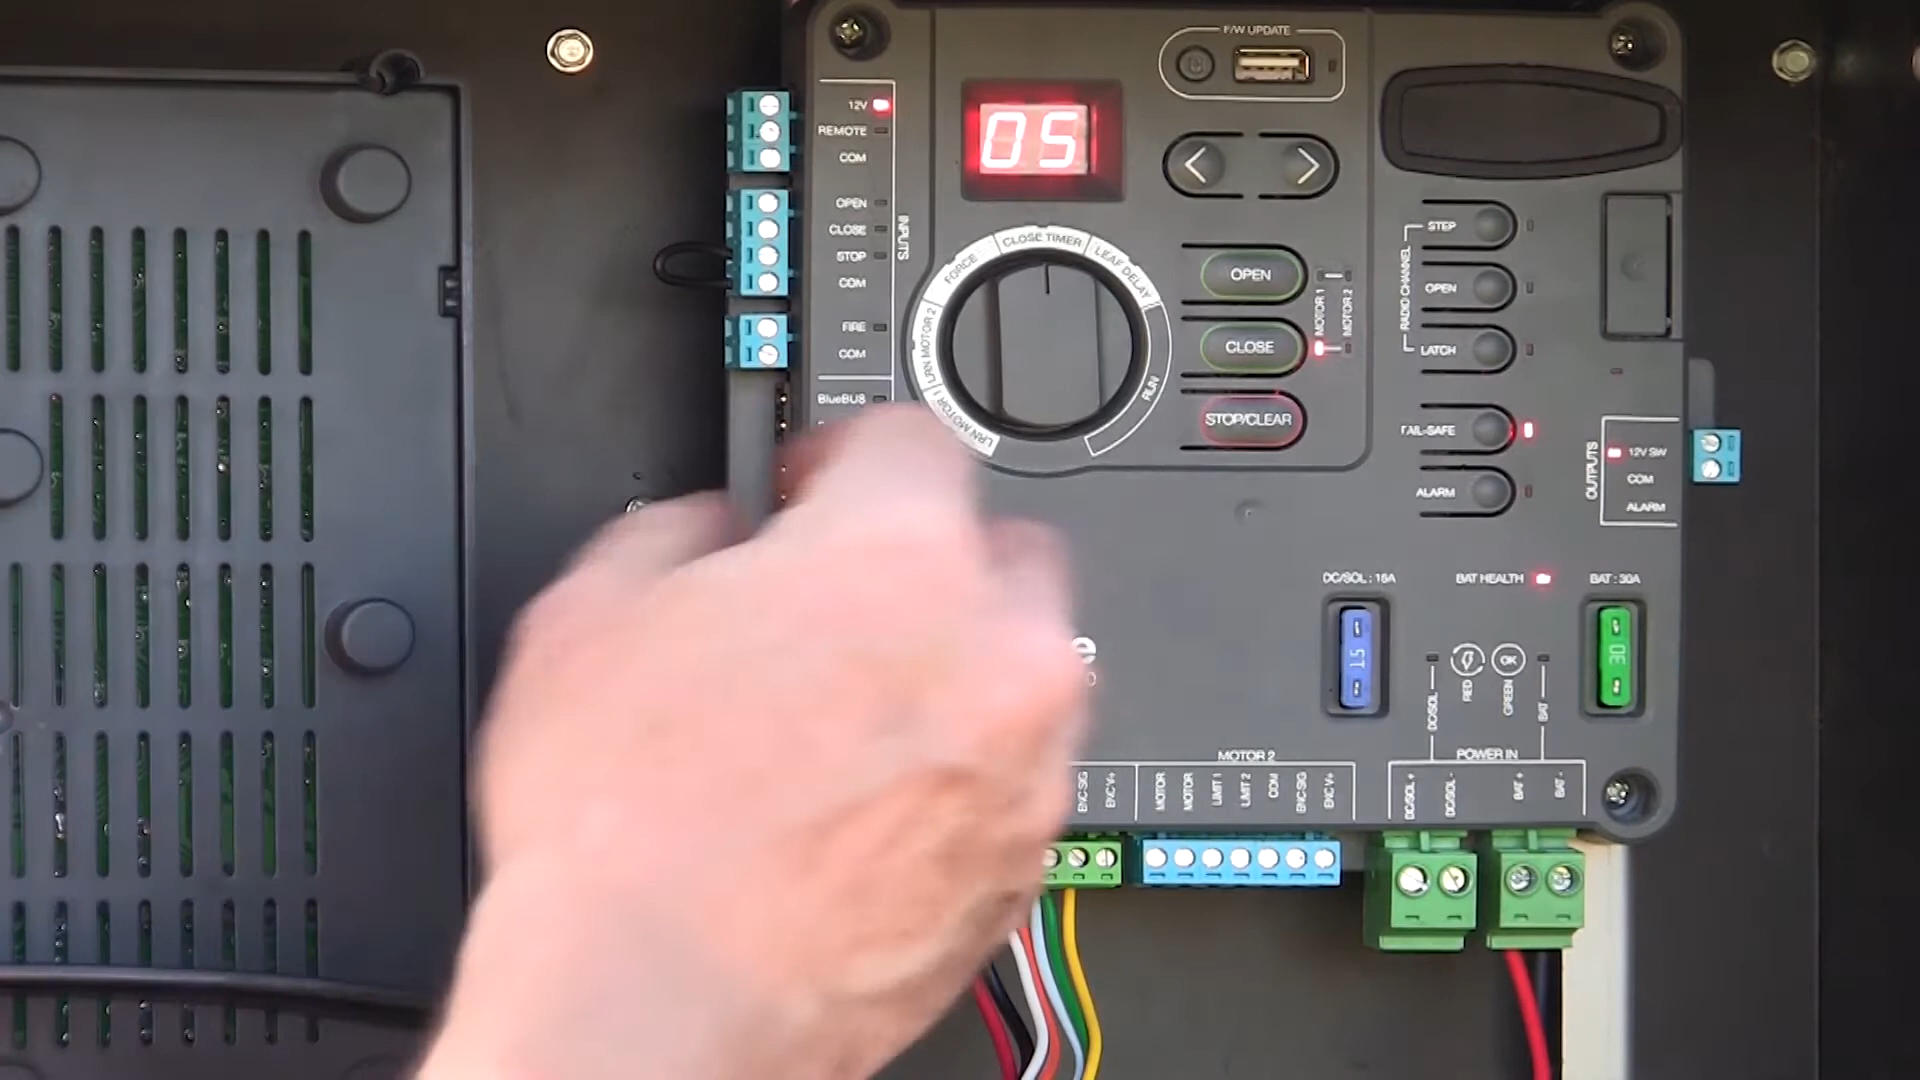 F/W UPDATE
12V
REMOTE
COM
OPEN
CLOSE
STOP
COM
INPUTS
FIRE
COM
BlueBUS
05
CLOSE TIMER
FORCE
LEAF DELAY
LRN MOTOR 2
LRN MOTOR 1
RUN
OPEN
CLOSE
STOP/CLEAR
MOTOR 1
MOTOR 2
RADIO CHANNEL
STEP
OPEN
LATCH
FAIL-SAFE
ALARM
OUTPUTS
12V SW
COM
ALARM
DC/SOL : 15A
BAT HEALTH
BAT : 30A
15
30
DC/SOL
RED
OK
GREEN
BAT
POWER IN
DC/SOL+
DC/SOL-
BAT+
BAT-
MOTOR 2
ENC SIG
ENC V+
MOTOR
MOTOR
LIMIT 1
LIMIT 2
COM
ENC SIG
ENC V+